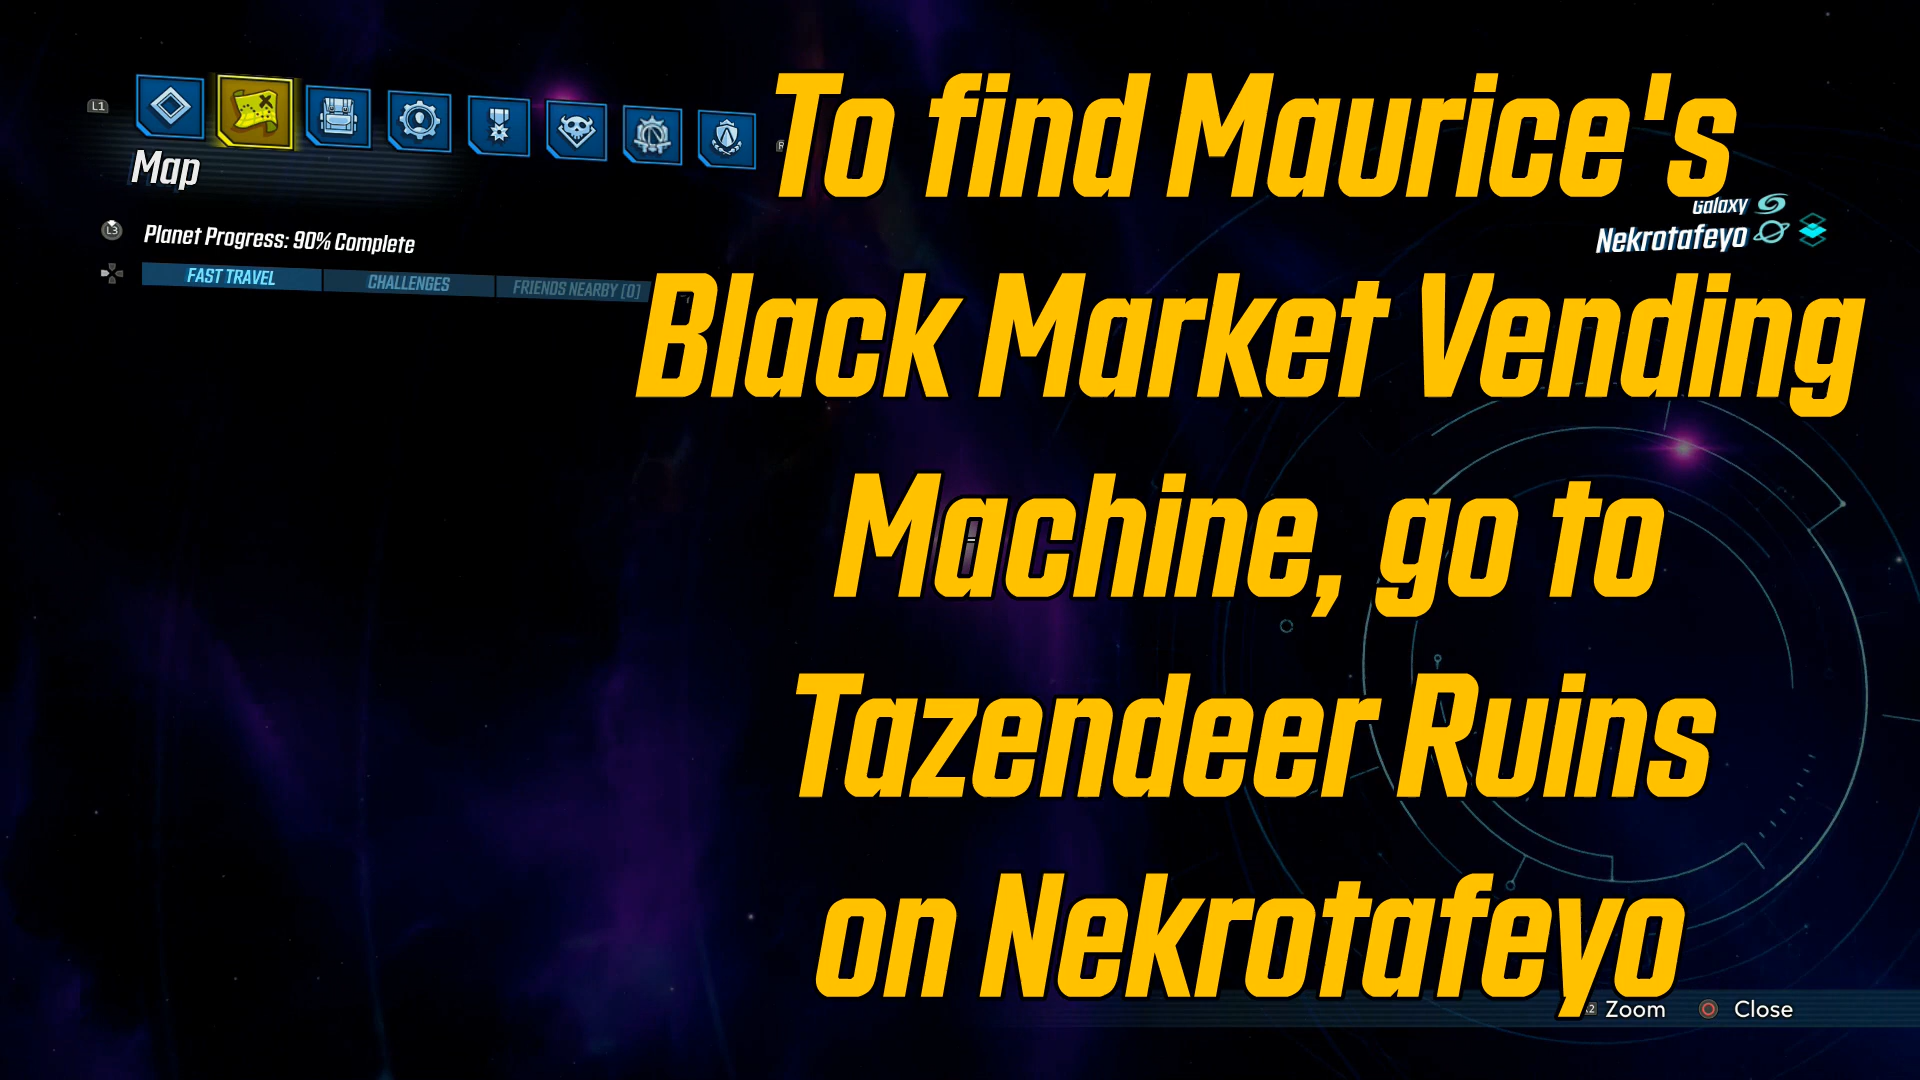 L1
Map
L3
Planet Progress: 90% Complete
FAST TRAVEL
CHALLENGES
FRIENDS NEARBY [0]
To find Maurice's
Galaxy
Nekrotafeyo
Black Market Vending
Machine, go to
Tazendeer Ruins
on Nekrotafeyo
Zoom
Close